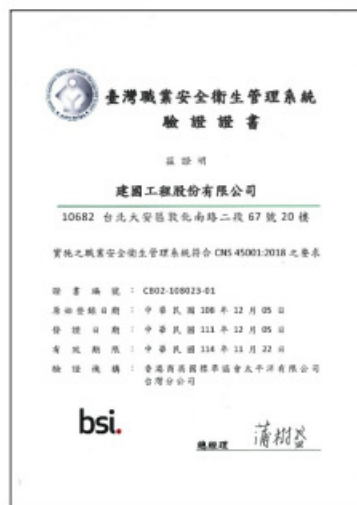 臺灣職業安全衛生管理系統
驗證證書
茲證明
建國工程股份有限公司
10682 台北大安區敦化南路二段 67 號 20 樓
實施之職業安全衛生管理系統符合 CNS 45001:2018 之要求
證書編號：CB02-108023-01
原始登錄日期：中華民國 108 年 12 月 05 日
發證日期：中華民國 111 年 12 月 05 日
有效期限：中華民國 114 年 11 月 22 日
驗證機構：香港商英國標準協會太平洋有限公司
台灣分公司
bsi.
總經理 蒲樹盛